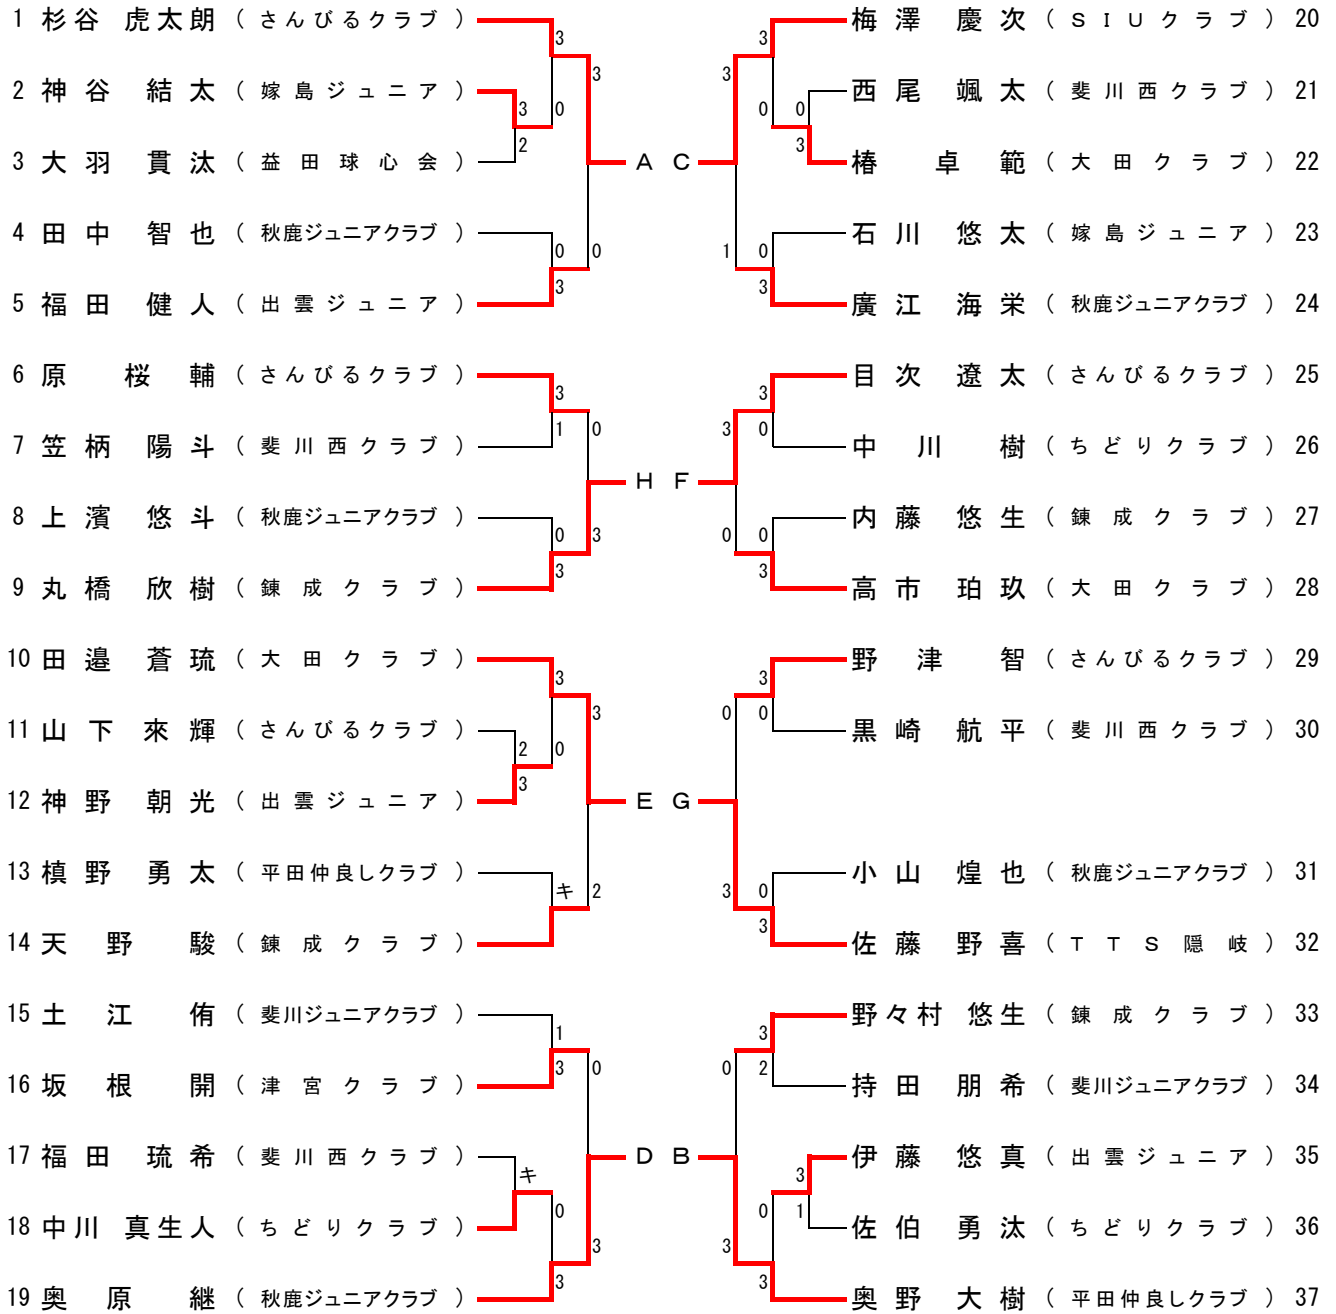 1 杉谷 虎太朗 ( さんびるクラブ ) 3 3 梅澤 慶次 ( SIUクラブ ) 20
3 3
2 神谷 結太 ( 嫁島ジュニア ) 3 0 0 0 西尾 颯太 ( 斐川西クラブ ) 21
2 3
3 大羽 貫汰 ( 益田球心会 ) A C 椿 卓範 ( 大田クラブ ) 22
4 田中 智也 ( 秋鹿ジュニアクラブ ) 0 0 1 0 石川 悠太 ( 嫁島ジュニア ) 23
3 3
5 福田 健人 ( 出雲ジュニア ) 廣江 海栄 ( 秋鹿ジュニアクラブ ) 24
6 原 桜輔 ( さんびるクラブ ) 3 3 目次 遼太 ( さんびるクラブ ) 25
1 0 3 0
7 笠柄 陽斗 ( 斐川西クラブ ) 中川 樹 ( ちどりクラブ ) 26
H F
8 上濱 悠斗 ( 秋鹿ジュニアクラブ ) 0 3 0 0 内藤 悠生 ( 錬成クラブ ) 27
3 3
9 丸橋 欣樹 ( 錬成クラブ ) 高市 珀玖 ( 大田クラブ ) 28
10 田邉 蒼琉 ( 大田クラブ ) 3 3 野津 智 ( さんびるクラブ ) 29
3 0 0
11 山下 來輝 ( さんびるクラブ ) 2 0 黒崎 航平 ( 斐川西クラブ ) 30
3
12 神野 朝光 ( 出雲ジュニア ) E G
13 槙野 勇太 ( 平田仲良しクラブ ) キ 2 3 0 小山 煌也 ( 秋鹿ジュニアクラブ ) 31
3
14 天野 駿 ( 錬成クラブ ) 佐藤 野喜 ( TTS隠岐 ) 32
15 土江 侑 ( 斐川ジュニアクラブ ) 1 3 野々村 悠生 ( 錬成クラブ ) 33
3 0 0 2
16 坂根 開 ( 津宮クラブ ) 持田 朋希 ( 斐川ジュニアクラブ ) 34
17 福田 琉希 ( 斐川西クラブ ) キ D B 3 伊藤 悠真 ( 出雲ジュニア ) 35
0 0 1
18 中川 真生人 ( ちどりクラブ ) 3 3 佐伯 勇汰 ( ちどりクラブ ) 36
3 3
19 奥原 継 ( 秋鹿ジュニアクラブ ) 奥野 大樹 ( 平田仲良しクラブ ) 37